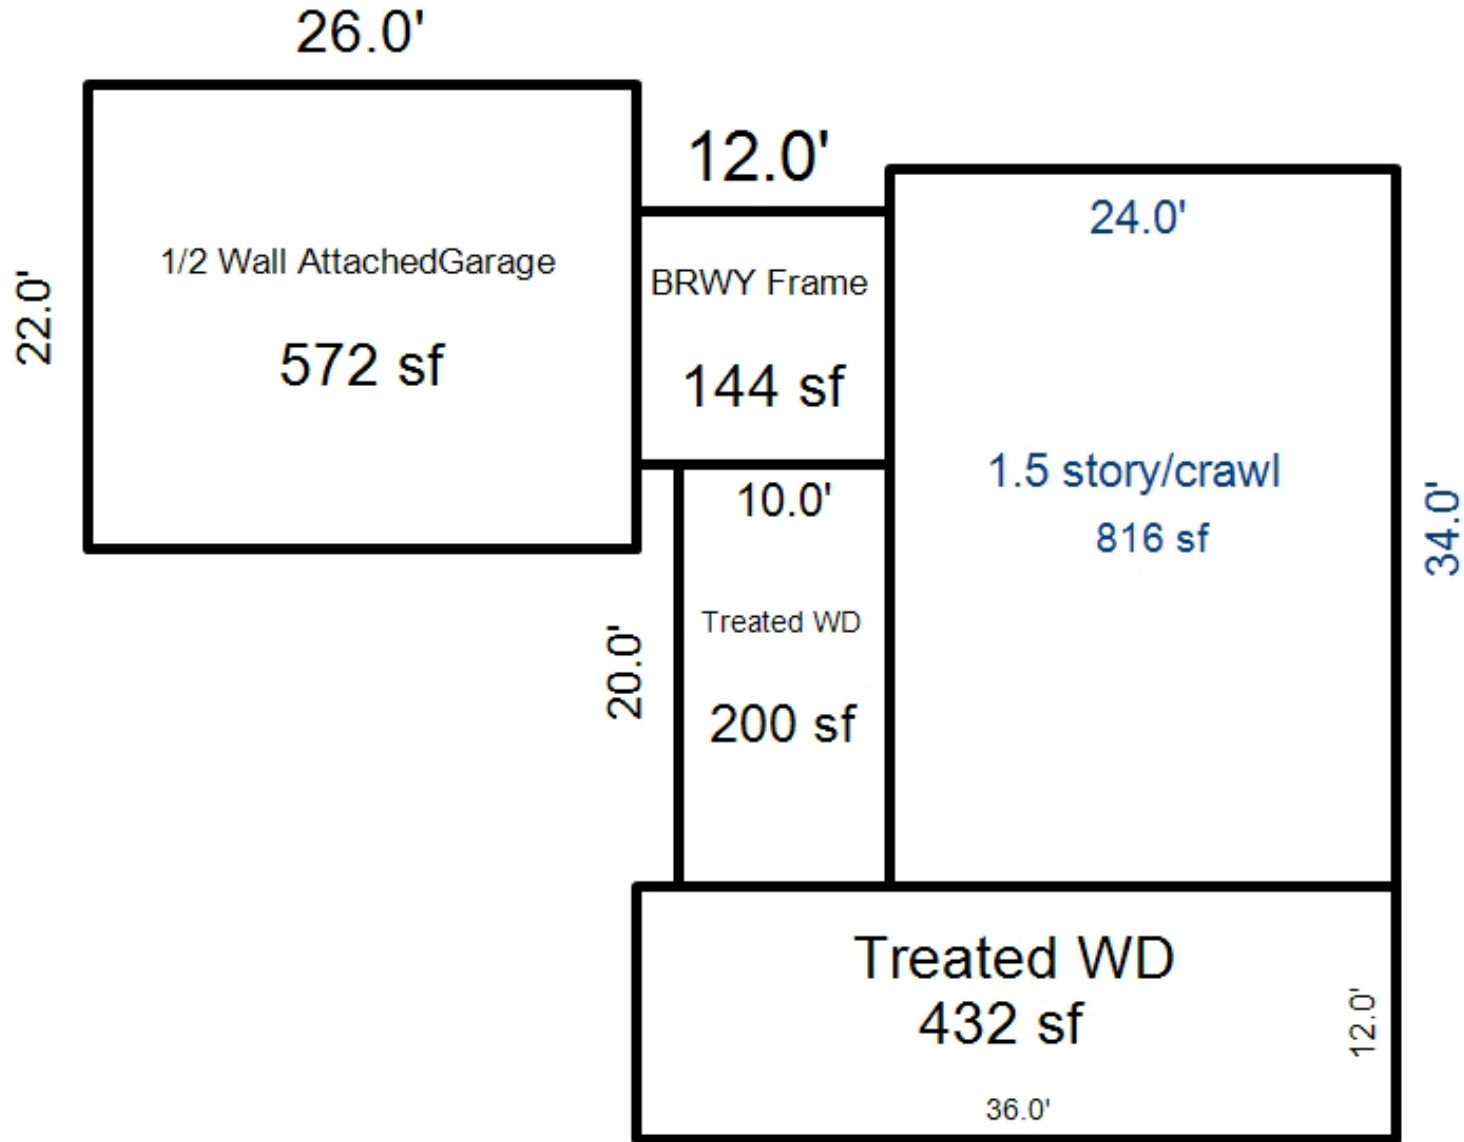 26.0'
12.0'
24.0'
1/2 Wall AttachedGarage
BRWY Frame
22.0'
572 sf
144 sf
1.5 story/crawl
10.0'
816 sf
34.0'
Treated WD
20.0'
200 sf
Treated WD
432 sf
12.0'
36.0'